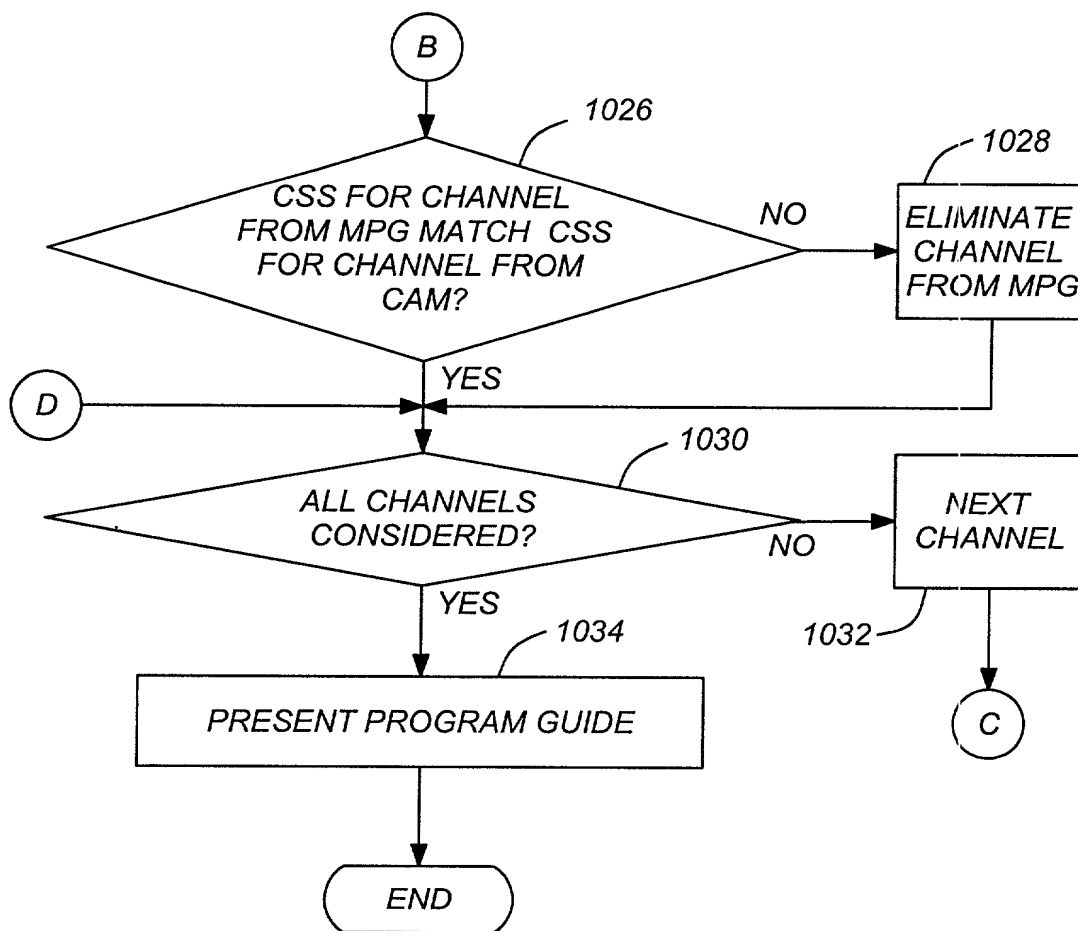 B
1026
CSS FOR CHANNEL
FROM MPG MATCH CSS
FOR CHANNEL FROM
CAM?
NO
1028
ELIMINATE
CHANNEL
FROM MPG
YES
D
1030
ALL CHANNELS
CONSIDERED?
NO
NEXT
CHANNEL
1032
YES
1034
PRESENT PROGRAM GUIDE
C
END